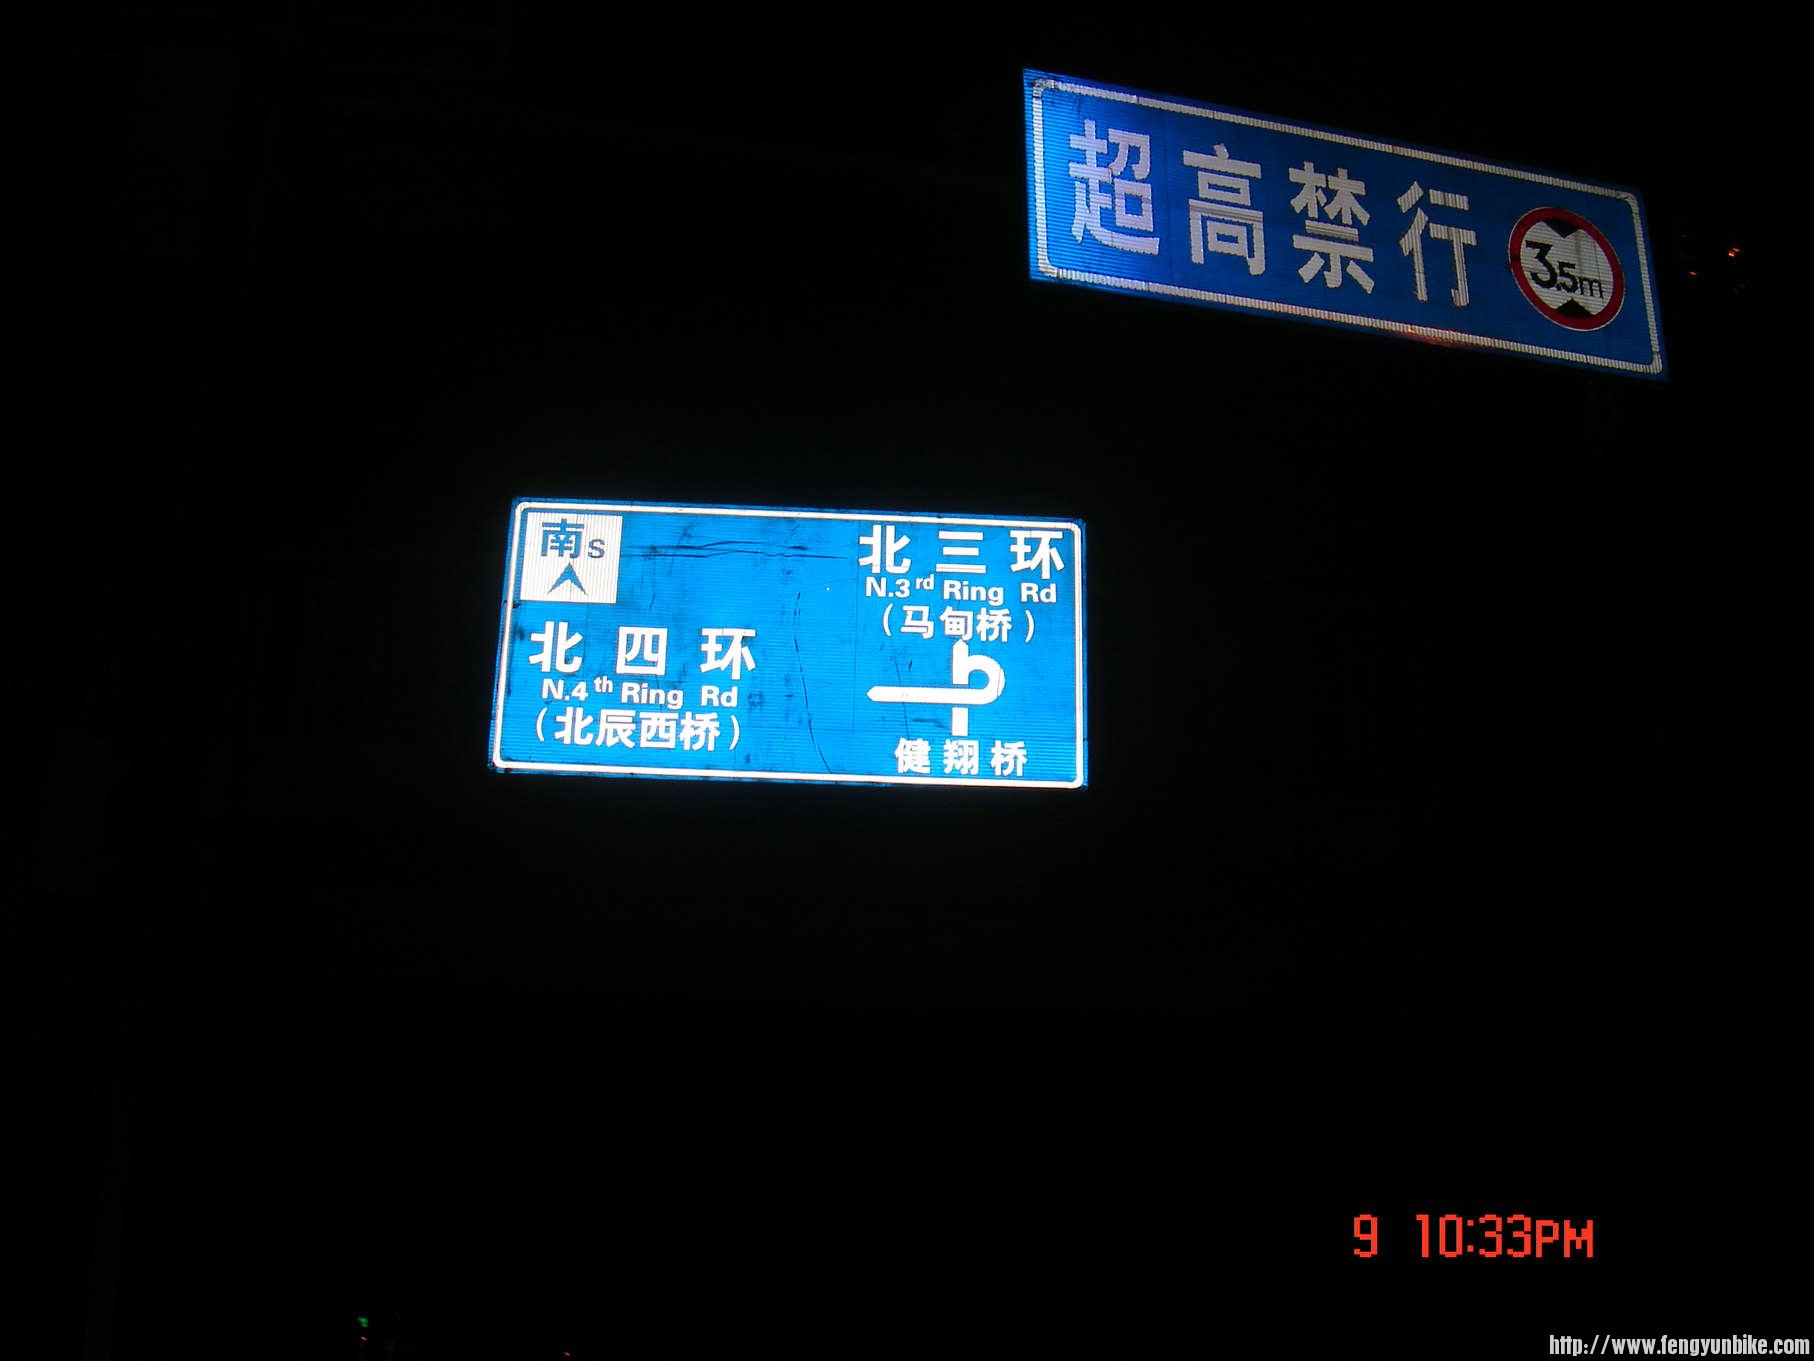 超高禁行 3.5m
南 S
北三环
N.3rd Ring Rd
（马甸桥）
北四环
N.4th Ring Rd
（北辰西桥）
健翔桥
9 10:33PM
http://www.fengyunbike.com